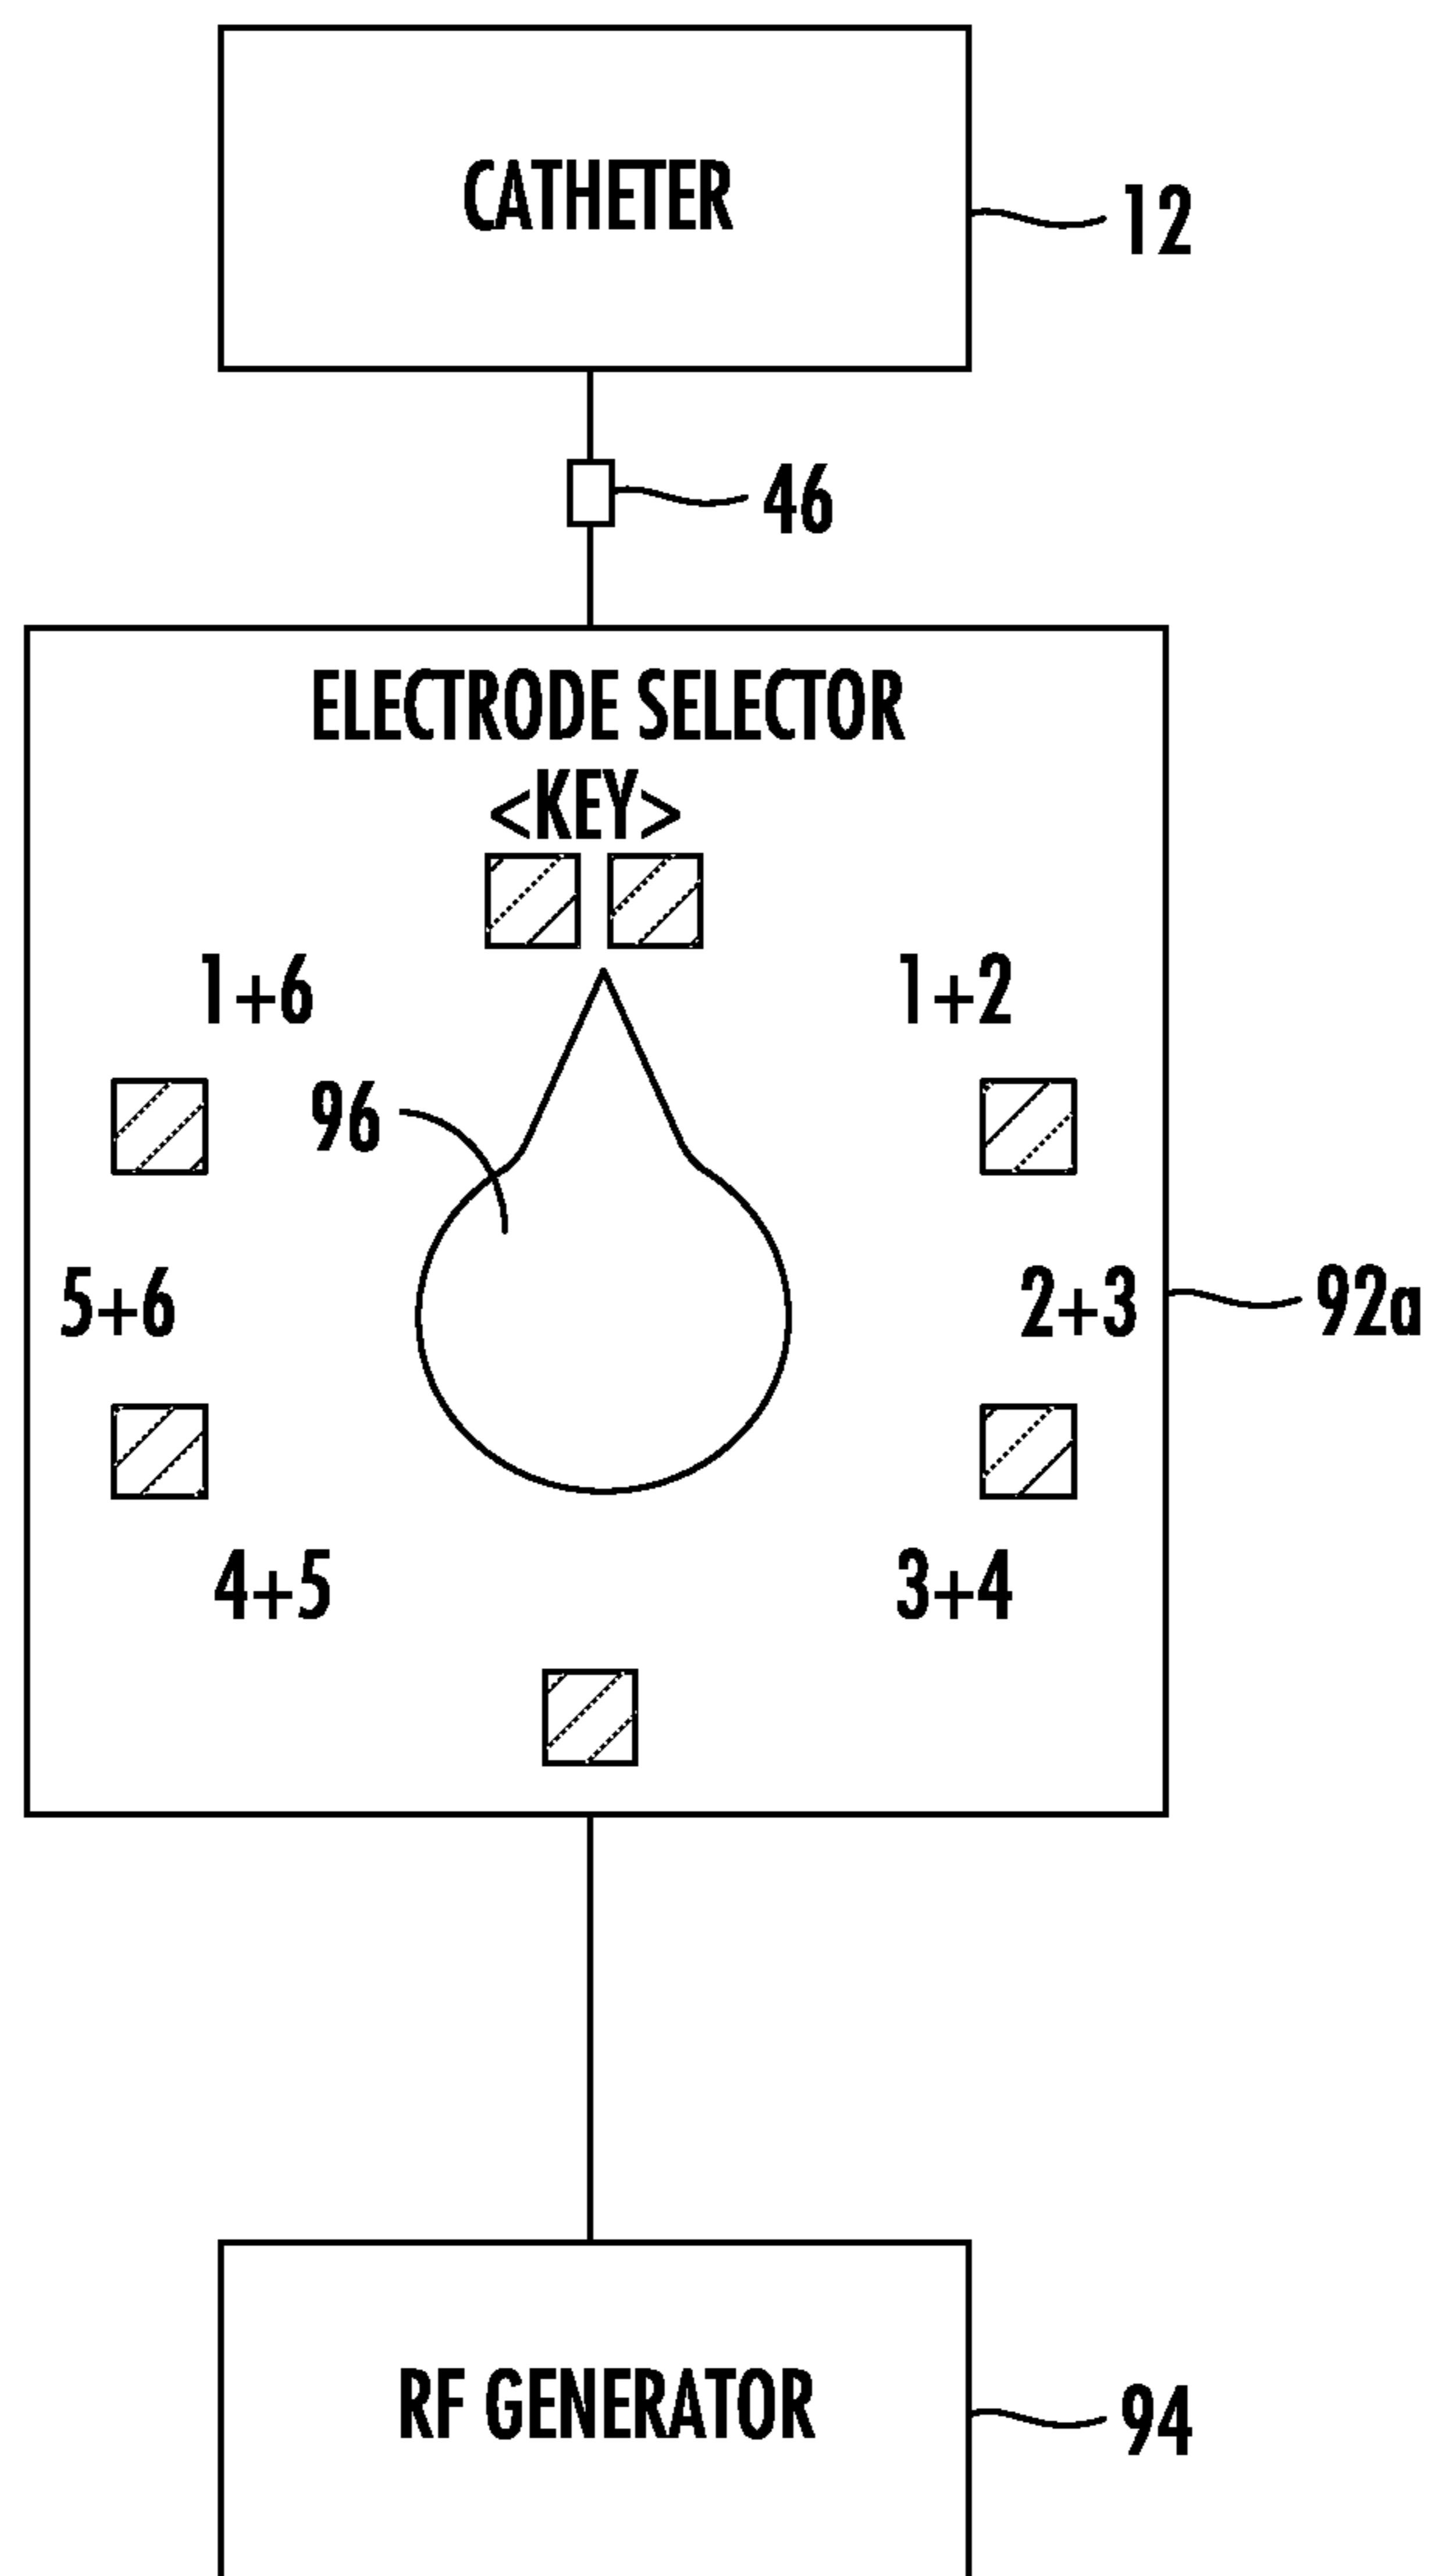 CATHETER
12
46
ELECTRODE SELECTOR
<KEY>
1+6
1+2
96
5+6
2+3
92a
4+5
3+4
RF GENERATOR
94